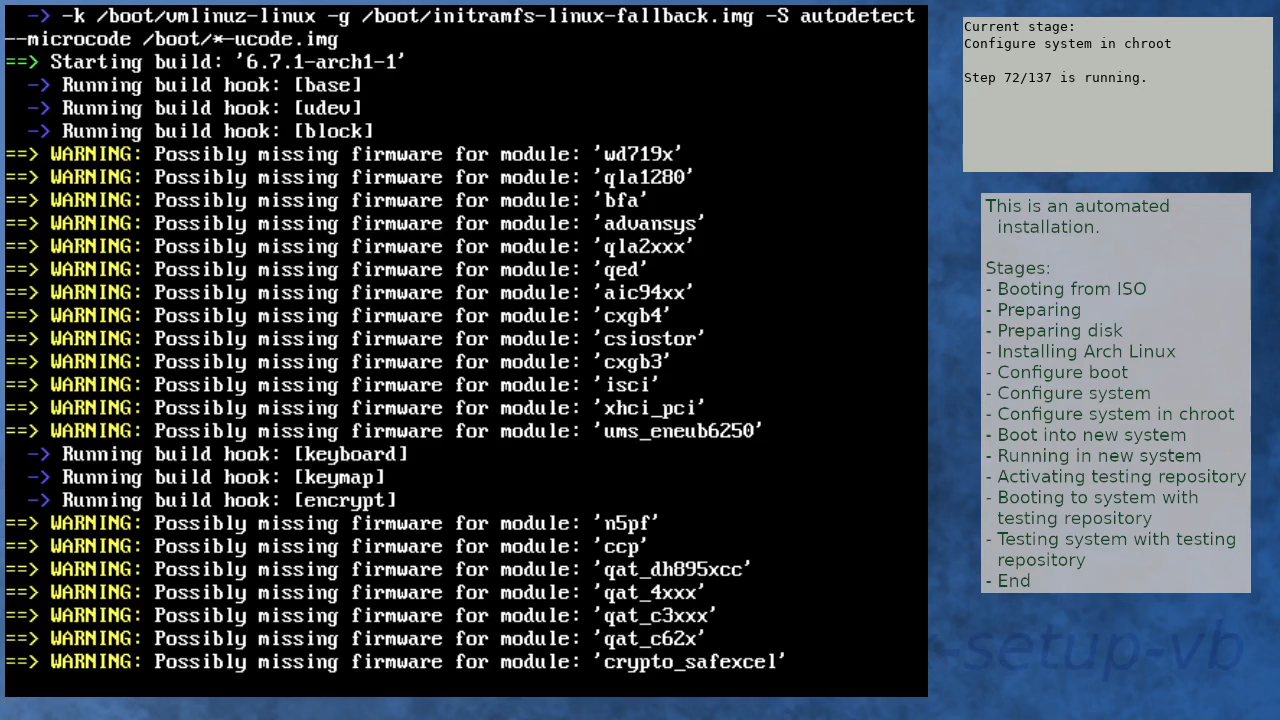 -> -k /boot/vmlinuz-linux -g /boot/initramfs-linux-fallback.img -S autodetect
--microcode /boot/*-ucode.img
==> Starting build: '6.7.1-arch1-1'
-> Running build hook: [base]
-> Running build hook: [udev]
-> Running build hook: [block]
==> WARNING: Possibly missing firmware for module: 'wd719x'
==> WARNING: Possibly missing firmware for module: 'qla1280'
==> WARNING: Possibly missing firmware for module: 'bfa'
==> WARNING: Possibly missing firmware for module: 'advansys'
==> WARNING: Possibly missing firmware for module: 'qla2xxx'
==> WARNING: Possibly missing firmware for module: 'qed'
==> WARNING: Possibly missing firmware for module: 'aic94xx'
==> WARNING: Possibly missing firmware for module: 'cxgb4'
==> WARNING: Possibly missing firmware for module: 'csiostor'
==> WARNING: Possibly missing firmware for module: 'cxgb3'
==> WARNING: Possibly missing firmware for module: 'isci'
==> WARNING: Possibly missing firmware for module: 'xhci_pci'
==> WARNING: Possibly missing firmware for module: 'ums_eneub6250'
-> Running build hook: [keyboard]
-> Running build hook: [keymap]
-> Running build hook: [encrypt]
==> WARNING: Possibly missing firmware for module: 'n5pf'
==> WARNING: Possibly missing firmware for module: 'ccp'
==> WARNING: Possibly missing firmware for module: 'qat_dh895xcc'
==> WARNING: Possibly missing firmware for module: 'qat_4xxx'
==> WARNING: Possibly missing firmware for module: 'qat_c3xxx'
==> WARNING: Possibly missing firmware for module: 'qat_c62x'
==> WARNING: Possibly missing firmware for module: 'crypto_safexcel'
Current stage:
Configure system in chroot
Step 72/137 is running.
This is an automated
installation.
Stages:
- Booting from ISO
- Preparing
- Preparing disk
- Installing Arch Linux
- Configure boot
- Configure system
- Configure system in chroot
- Boot into new system
- Running in new system
- Activating testing repository
- Booting to system with
testing repository
- Testing system with testing
repository
- End
-setup-vb